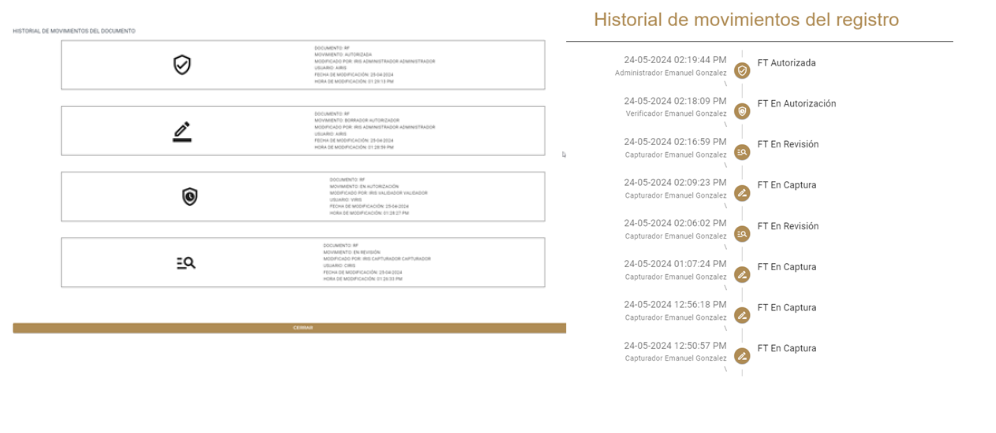 HISTORIAL DE MOVIMIENTOS DEL DOCUMENTO
DOCUMENTO: RF
MOVIMIENTO: AUTORIZADA
MODIFICADO POR: IRIS ADMINISTRADOR ADMINISTRADOR
USUARIO: AIRIS
FECHA DE MODIFICACIÓN: 25-04-2024
HORA DE MODIFICACIÓN: 01:29:13 PM
DOCUMENTO: RF
MOVIMIENTO: BORRADOR AUTORIZADOR
MODIFICADO POR: IRIS ADMINISTRADOR ADMINISTRADOR
USUARIO: AIRIS
FECHA DE MODIFICACIÓN: 25-04-2024
HORA DE MODIFICACIÓN: PM
DOCUMENTO: RF
MOVIMIENTO: EN AUTORIZACIÓN
MODIFICADO POR: IRIS VALIDADOR VALIDADOR
USUARIO: VIRIS
FECHA DE MODIFICACIÓN: 25-04-2024
HORA DE MODIFICACIÓN: PM
DOCUMENTO: RF
MOVIMIENTO: EN REVISIÓN
MODIFICADO POR: IRIS CAPTURADOR CAPTURADOR
USUARIO: CIRIS
FECHA DE MODIFICACIÓN: 25-04-2024
HORA DE MODIFICACIÓN: PM
CERRAR
Historial de movimientos del registro
24-05-2024 02:19:44 PM
FT Autorizada
Administrador Emanuel Gonzalez
\
24-05-2024 02:18:09 PM
FT En Autorización
Verificador Emanuel Gonzalez
\
24-05-2024 02:16:59 PM
FT En Revisión
Capturador Emanuel Gonzalez
\
24-05-2024 02:09:23 PM
FT En Captura
Capturador Emanuel Gonzalez
\
24-05-2024 02:06:02 PM
FT En Revisión
Capturador Emanuel Gonzalez
\
24-05-2024 01:07:24 PM
FT En Captura
Capturador Emanuel Gonzalez
\
24-05-2024 12:56:18 PM
FT En Captura
Capturador Emanuel Gonzalez
\
24-05-2024 12:50:57 PM
FT En Captura
Capturador Emanuel Gonzalez
\